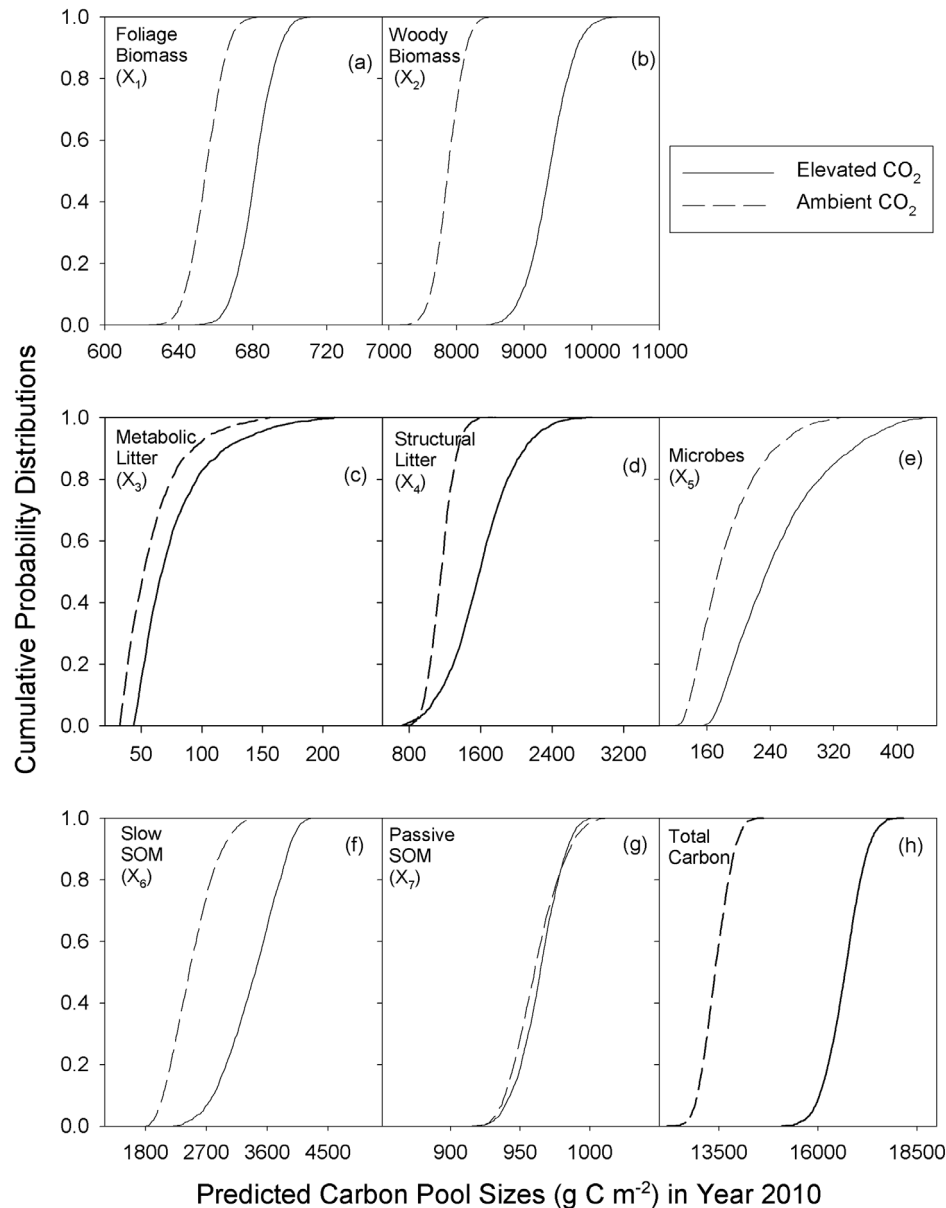 Cumulative Probability Distributions
1.0
0.8
0.6
0.4
0.2
0.0
Foliage
Biomass
(X₁)
(a)
600 640 680 720
Woody
Biomass
(X₂)
(b)
7000 8000 9000 10000 11000
Elevated CO₂
Ambient CO₂
1.0
0.8
0.6
0.4
0.2
0.0
Metabolic
Litter
(X₃)
(c)
50 100 150 200
Structural
Litter
(X₄)
(d)
800 1600 2400 3200
Microbes
(X₅)
(e)
160 240 320 400
1.0
0.8
0.6
0.4
0.2
0.0
Slow
SOM
(X₆)
(f)
1800 2700 3600 4500
Passive
SOM
(X₇)
(g)
900 950 1000
Total
Carbon
(h)
13500 16000 18500
Predicted Carbon Pool Sizes (g C m⁻²) in Year 2010